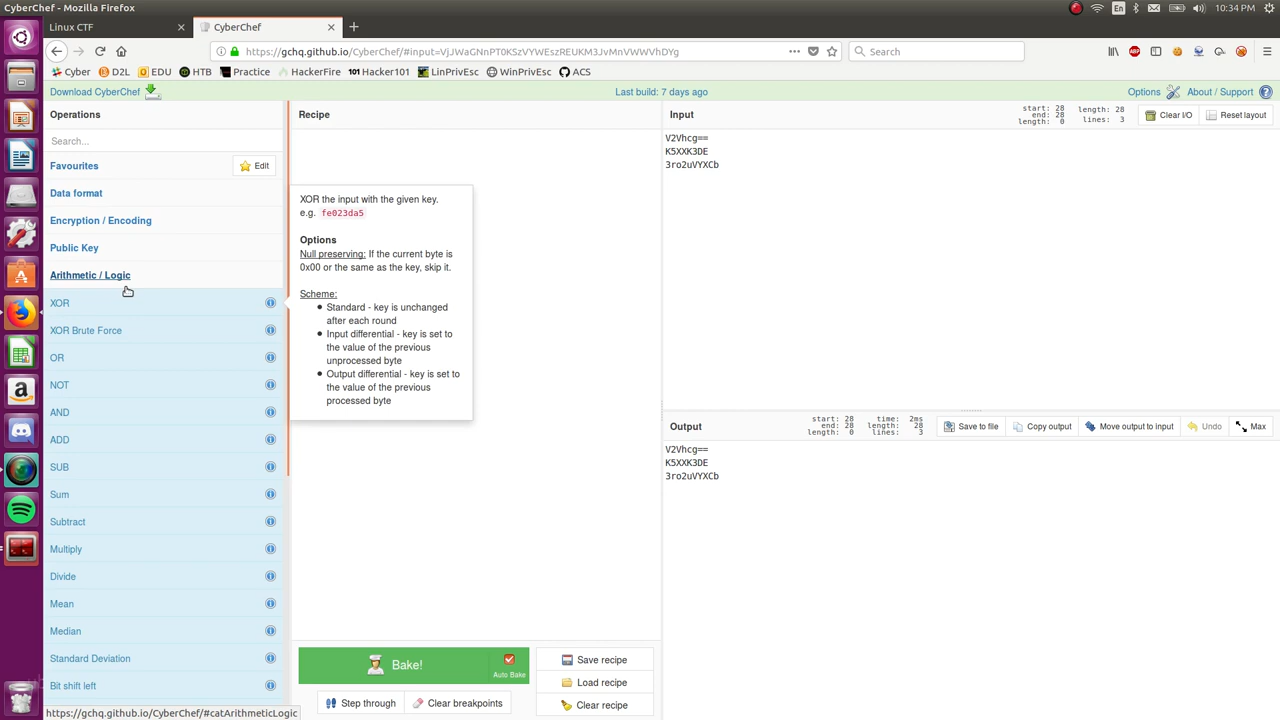 CyberChef - Mozilla Firefox
En
10:34 PM
Linux CTF
CyberChef
https://gchq.github.io/CyberChef/#input=VjJWaGNnPT0KSzVYWEszREUKM3JvMnVWWVhDYg
Search
Cyber D2L EDU HTB Practice HackerFire 101 Hacker101 LinPrivEsc WinPrivEsc ACS
Download CyberChef
Last build: 7 days ago
Options
About / Support
Operations
Search...
Favourites
Edit
Data format
Encryption / Encoding
Public Key
Arithmetic / Logic
XOR
XOR Brute Force
OR
NOT
AND
ADD
SUB
Sum
Subtract
Multiply
Divide
Mean
Median
Standard Deviation
Bit shift left
https://gchq.github.io/CyberChef/#catArithmeticLogic
Recipe
XOR the input with the given key.
e.g. fe023da5
Options
Null preserving: If the current byte is
0x00 or the same as the key, skip it.
Scheme:
Standard - key is unchanged
after each round
Input differential - key is set to
the value of the previous
unprocessed byte
Output differential - key is set to
the value of the previous
processed byte
Bake!
Auto Bake
Step through
Clear breakpoints
Save recipe
Load recipe
Clear recipe
Input
start: 28 length: 28
end: 28 lines: 3
length: 0
Clear I/O
Reset layout
V2Vhcg==
K5XXK3DE
3ro2uVYXCb
Output
start: 28 time: 2ms
end: 28 length: 28
length: 0 lines: 3
Save to file
Copy output
Move output to input
Undo
Max
V2Vhcg==
K5XXK3DE
3ro2uVYXCb